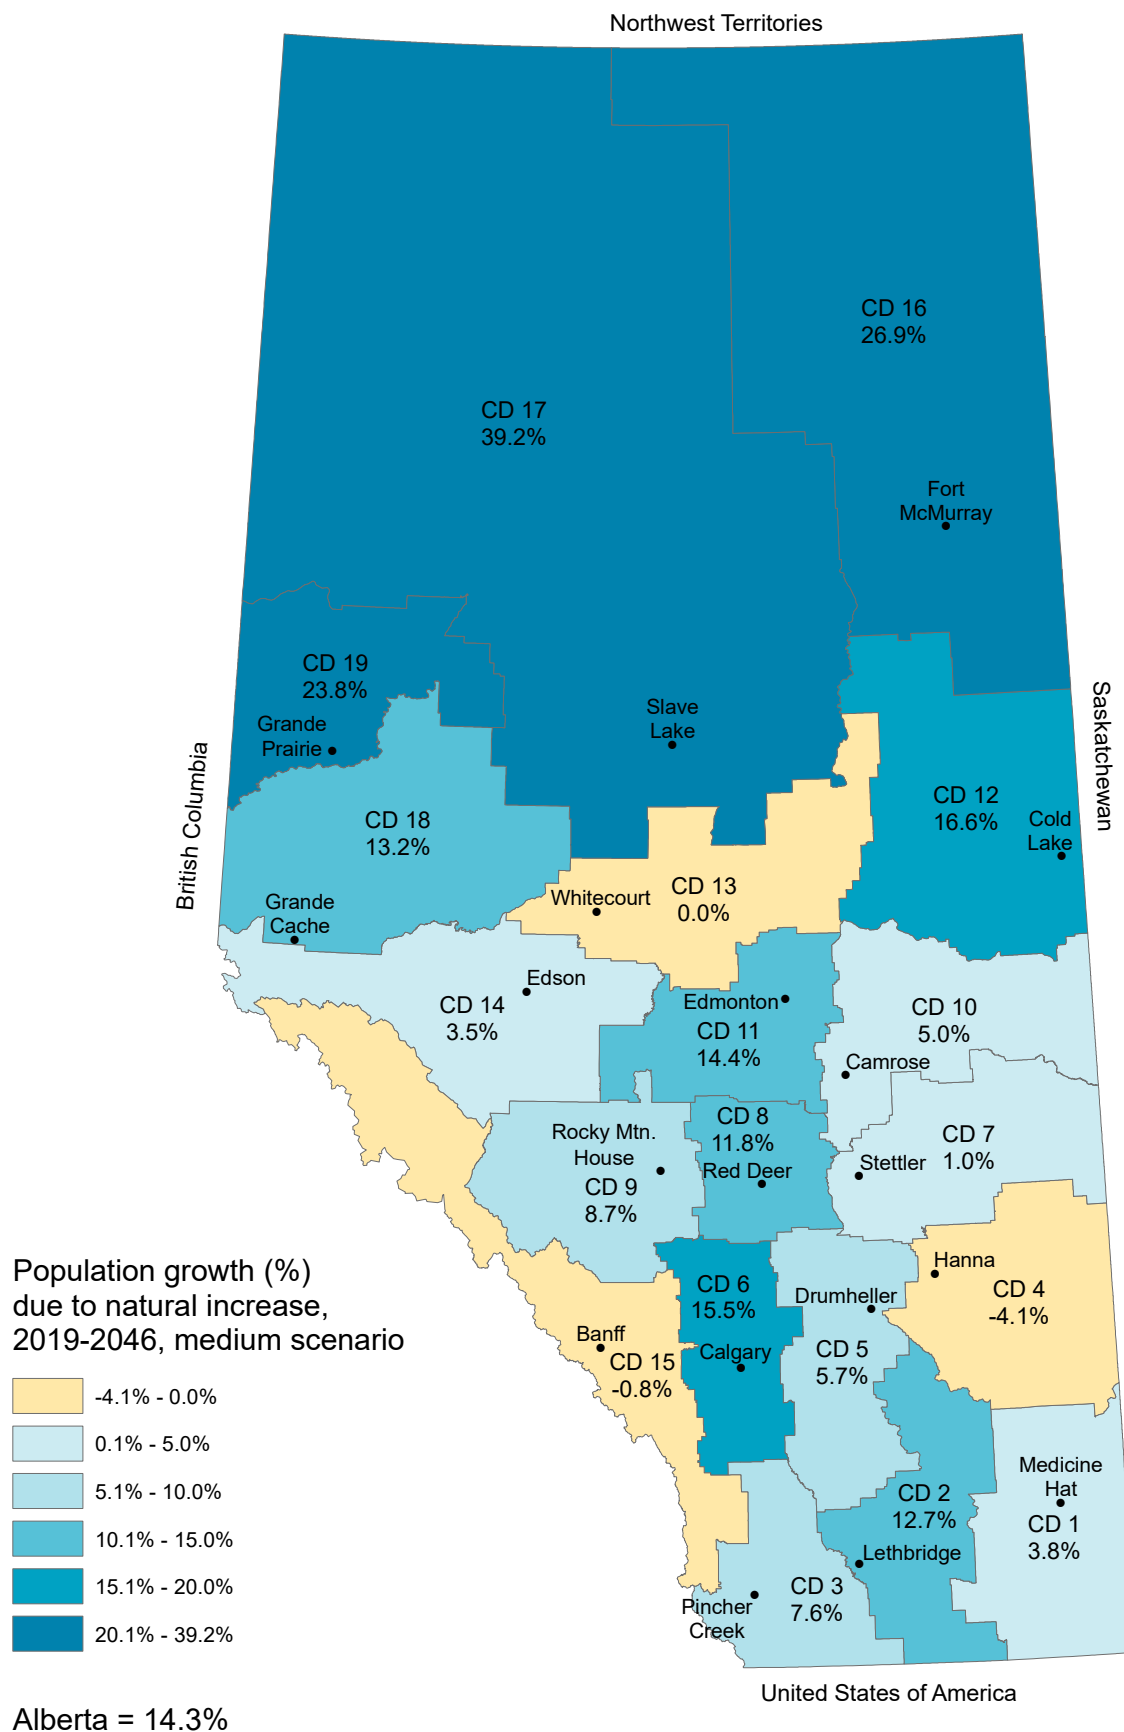 Northwest Territories
CD 16
26.9%
CD 17
39.2%
Fort
McMurray
CD 19
23.8%
Grande
Prairie
Slave
Lake
Saskatchewan
British Columbia
CD 18
13.2%
CD 12
16.6%
Cold
Lake
CD 13
0.0%
Whitecourt
Grande
Cache
Edson
CD 14
3.5%
Edmonton
CD 11
14.4%
CD 10
5.0%
Camrose
CD 8
11.8%
Red Deer
Rocky Mtn.
House
CD 9
8.7%
CD 7
1.0%
Stettler
Hanna
CD 4
-4.1%
CD 6
15.5%
Drumheller
Calgary
CD 5
5.7%
Banff
CD 15
-0.8%
Medicine
Hat
CD 1
3.8%
CD 2
12.7%
Lethbridge
CD 3
7.6%
Pincher
Creek
United States of America
Population growth (%)
due to natural increase,
2019-2046, medium scenario
-4.1% - 0.0%
0.1% - 5.0%
5.1% - 10.0%
10.1% - 15.0%
15.1% - 20.0%
20.1% - 39.2%
Alberta = 14.3%